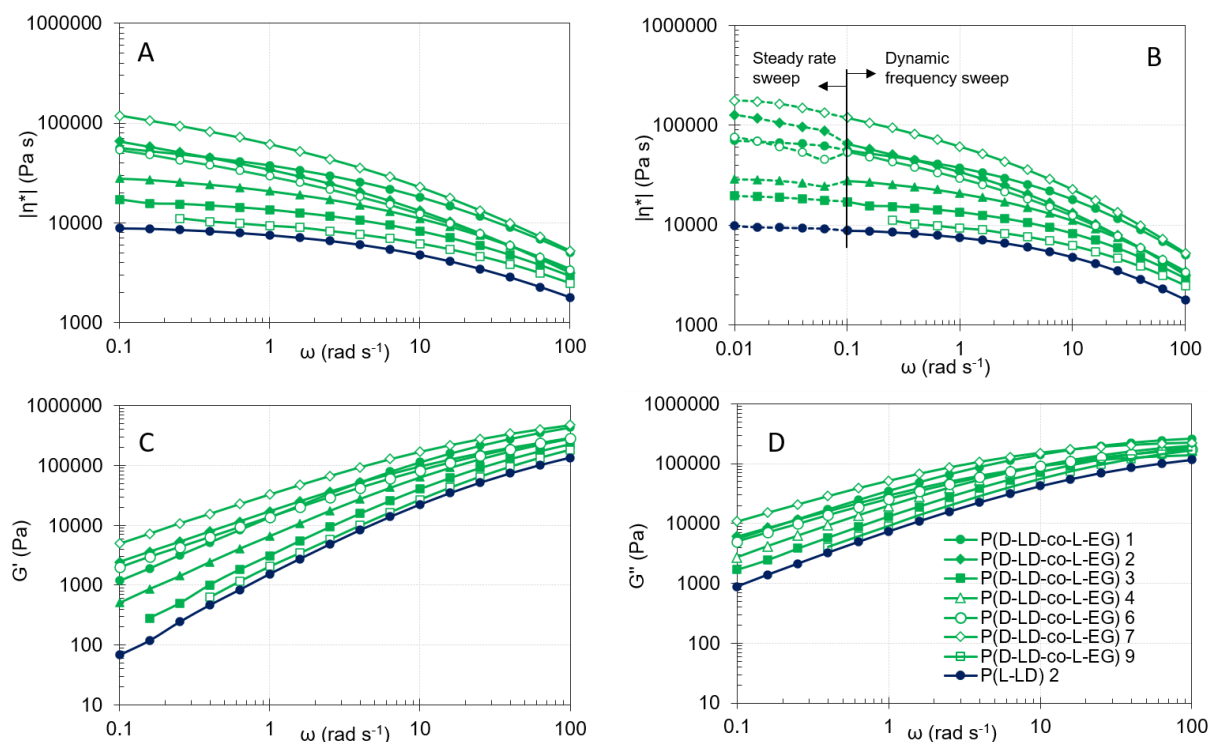 A
|η*| (Pa s)
1000000
100000
10000
1000
0.1
1
10
100
ω (rad s⁻¹)
B
Steady rate sweep
Dynamic frequency sweep
|η*| (Pa s)
1000000
100000
10000
1000
0.01
0.1
1
10
100
ω (rad s⁻¹)
C
G' (Pa)
1000000
100000
10000
1000
100
10
0.1
1
10
100
ω (rad s⁻¹)
D
G'' (Pa)
1000000
100000
10000
1000
100
10
0.1
1
10
100
ω (rad s⁻¹)
P(D-LD-co-L-EG) 1
P(D-LD-co-L-EG) 2
P(D-LD-co-L-EG) 3
P(D-LD-co-L-EG) 4
P(D-LD-co-L-EG) 6
P(D-LD-co-L-EG) 7
P(D-LD-co-L-EG) 9
P(L-LD) 2